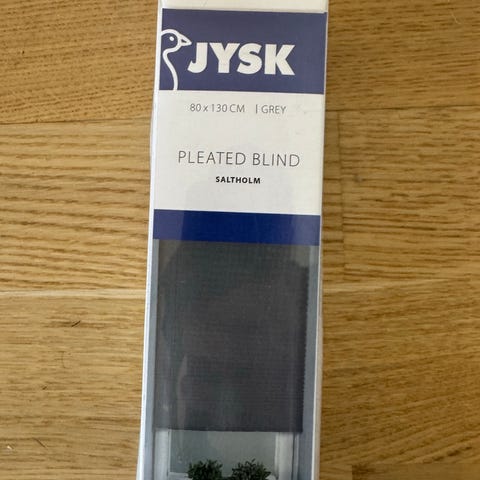 JYSK
80 x 130 CM | GREY
PLEATED BLIND
SALTHOLM